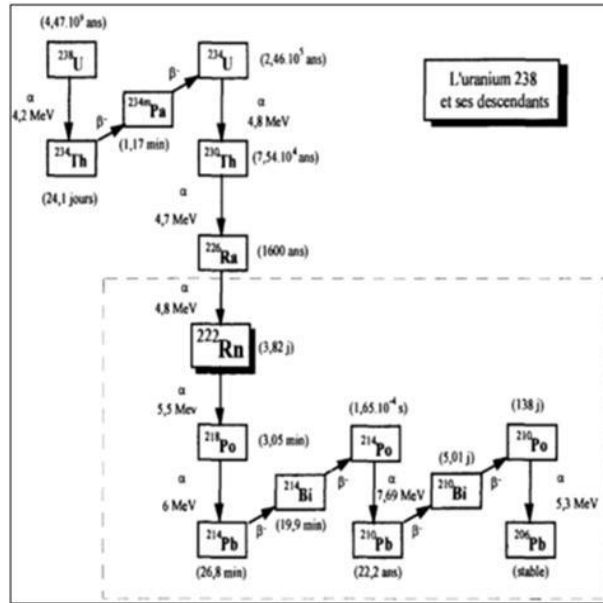 (4,47.10⁹ ans)
²³⁸U
²³⁴U
(2,46.10⁵ ans)
L'uranium 238
et ses descendants
β⁻
α
4,2 MeV
²³⁴ᵐPa
β⁻
α
4,8 MeV
²³⁴Th
(1,17 min)
²³⁰Th
(7,54.10⁴ ans)
(24,1 jours)
α
4,7 MeV
²²⁶Ra
(1600 ans)
α
4,8 MeV
²²²Rn
(3,82 j)
α
5,5 Mev
(1,65.10⁻⁴ s)
(138 j)
²¹⁸Po
(3,05 min)
²¹⁴Po
²¹⁰Po
(5,01 j)
α
6 MeV
²¹⁴Bi
β⁻
α
7,69 MeV
²¹⁰Bi
β⁻
α
5,3 MeV
²¹⁴Pb
β⁻
(19,9 min)
²¹⁰Pb
β⁻
²⁰⁶Pb
(26,8 min)
(22,2 ans)
(stable)